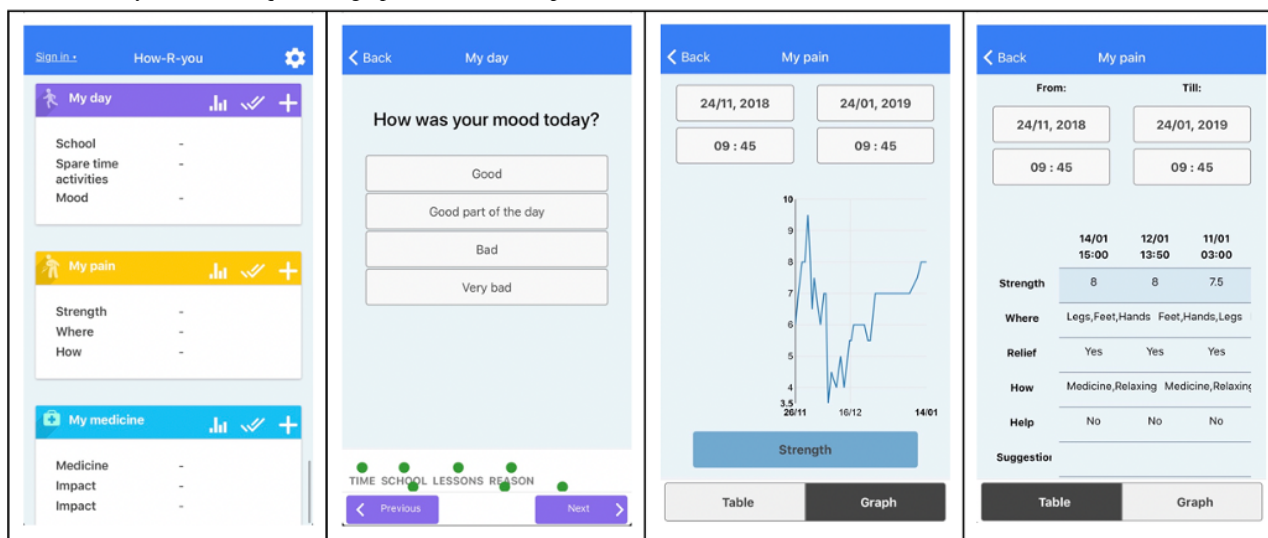 Sign in
How-R-you
My day
School -
Spare time activities -
Mood -
My pain
Strength -
Where -
How -
My medicine
Medicine -
Impact -
Impact -
Back My day
How was your mood today?
Good
Good part of the day
Bad
Very bad
TIME SCHOOL LESSONS REASON
Previous Next
Back My pain
24/11, 2018 24/01, 2019
09 : 45 09 : 45
10
9
8
7
6
5
4
3.5
26/11 16/12 14/01
Strength
Table Graph
Back My pain
From: Till:
24/11, 2018 24/01, 2019
09 : 45 09 : 45
14/01 12/01 11/01
15:00 13:50 03:00
Strength 8 8 7.5
Where Legs,Feet,Hands Feet,Hands,Legs
Relief Yes Yes Yes
How Medicine,Relaxing Medicine,Relaxing
Help No No No
Suggestion
Table Graph